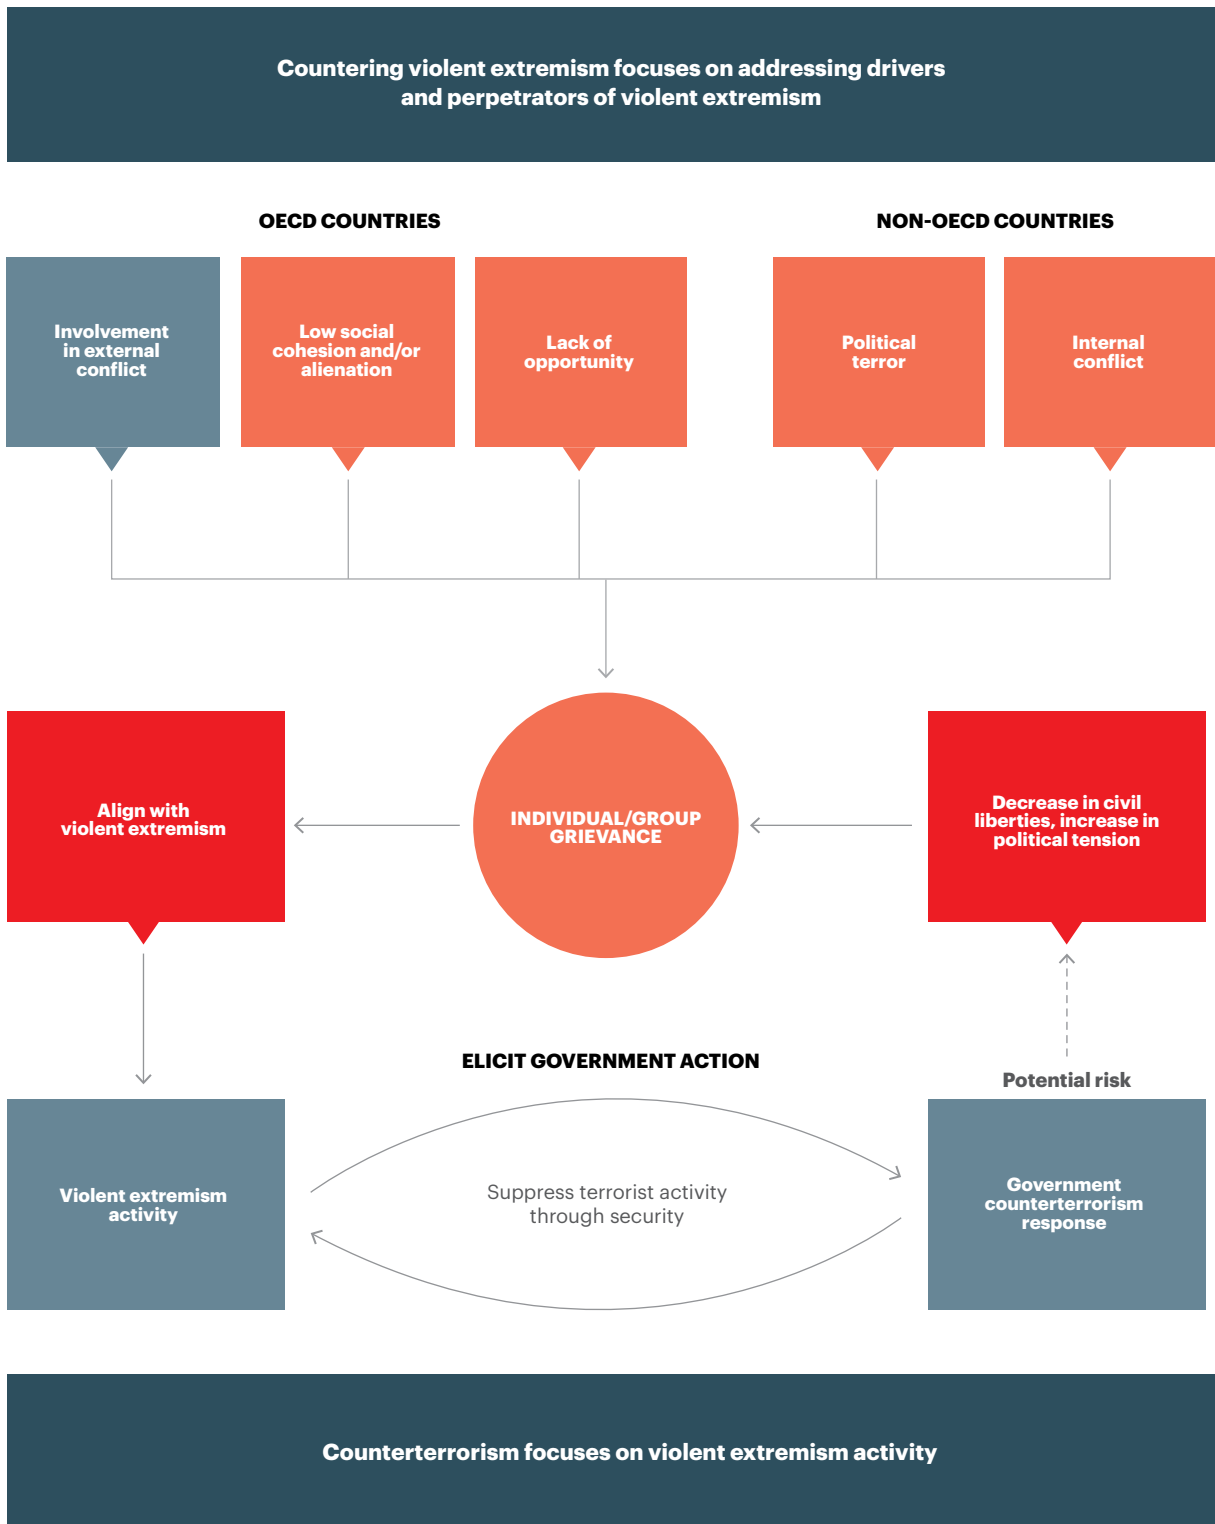 Countering violent extremism focuses on addressing drivers
and perpetrators of violent extremism
OECD COUNTRIES
NON-OECD COUNTRIES
Involvement
in external
conflict
Low social
cohesion and/or
alienation
Lack of
opportunity
Political
terror
Internal
conflict
Align with
violent extremism
INDIVIDUAL/GROUP
GRIEVANCE
Decrease in civil
liberties, increase in
political tension
ELICIT GOVERNMENT ACTION
Potential risk
Violent extremism
activity
Suppress terrorist activity
through security
Government
counterterrorism
response
Counterterrorism focuses on violent extremism activity